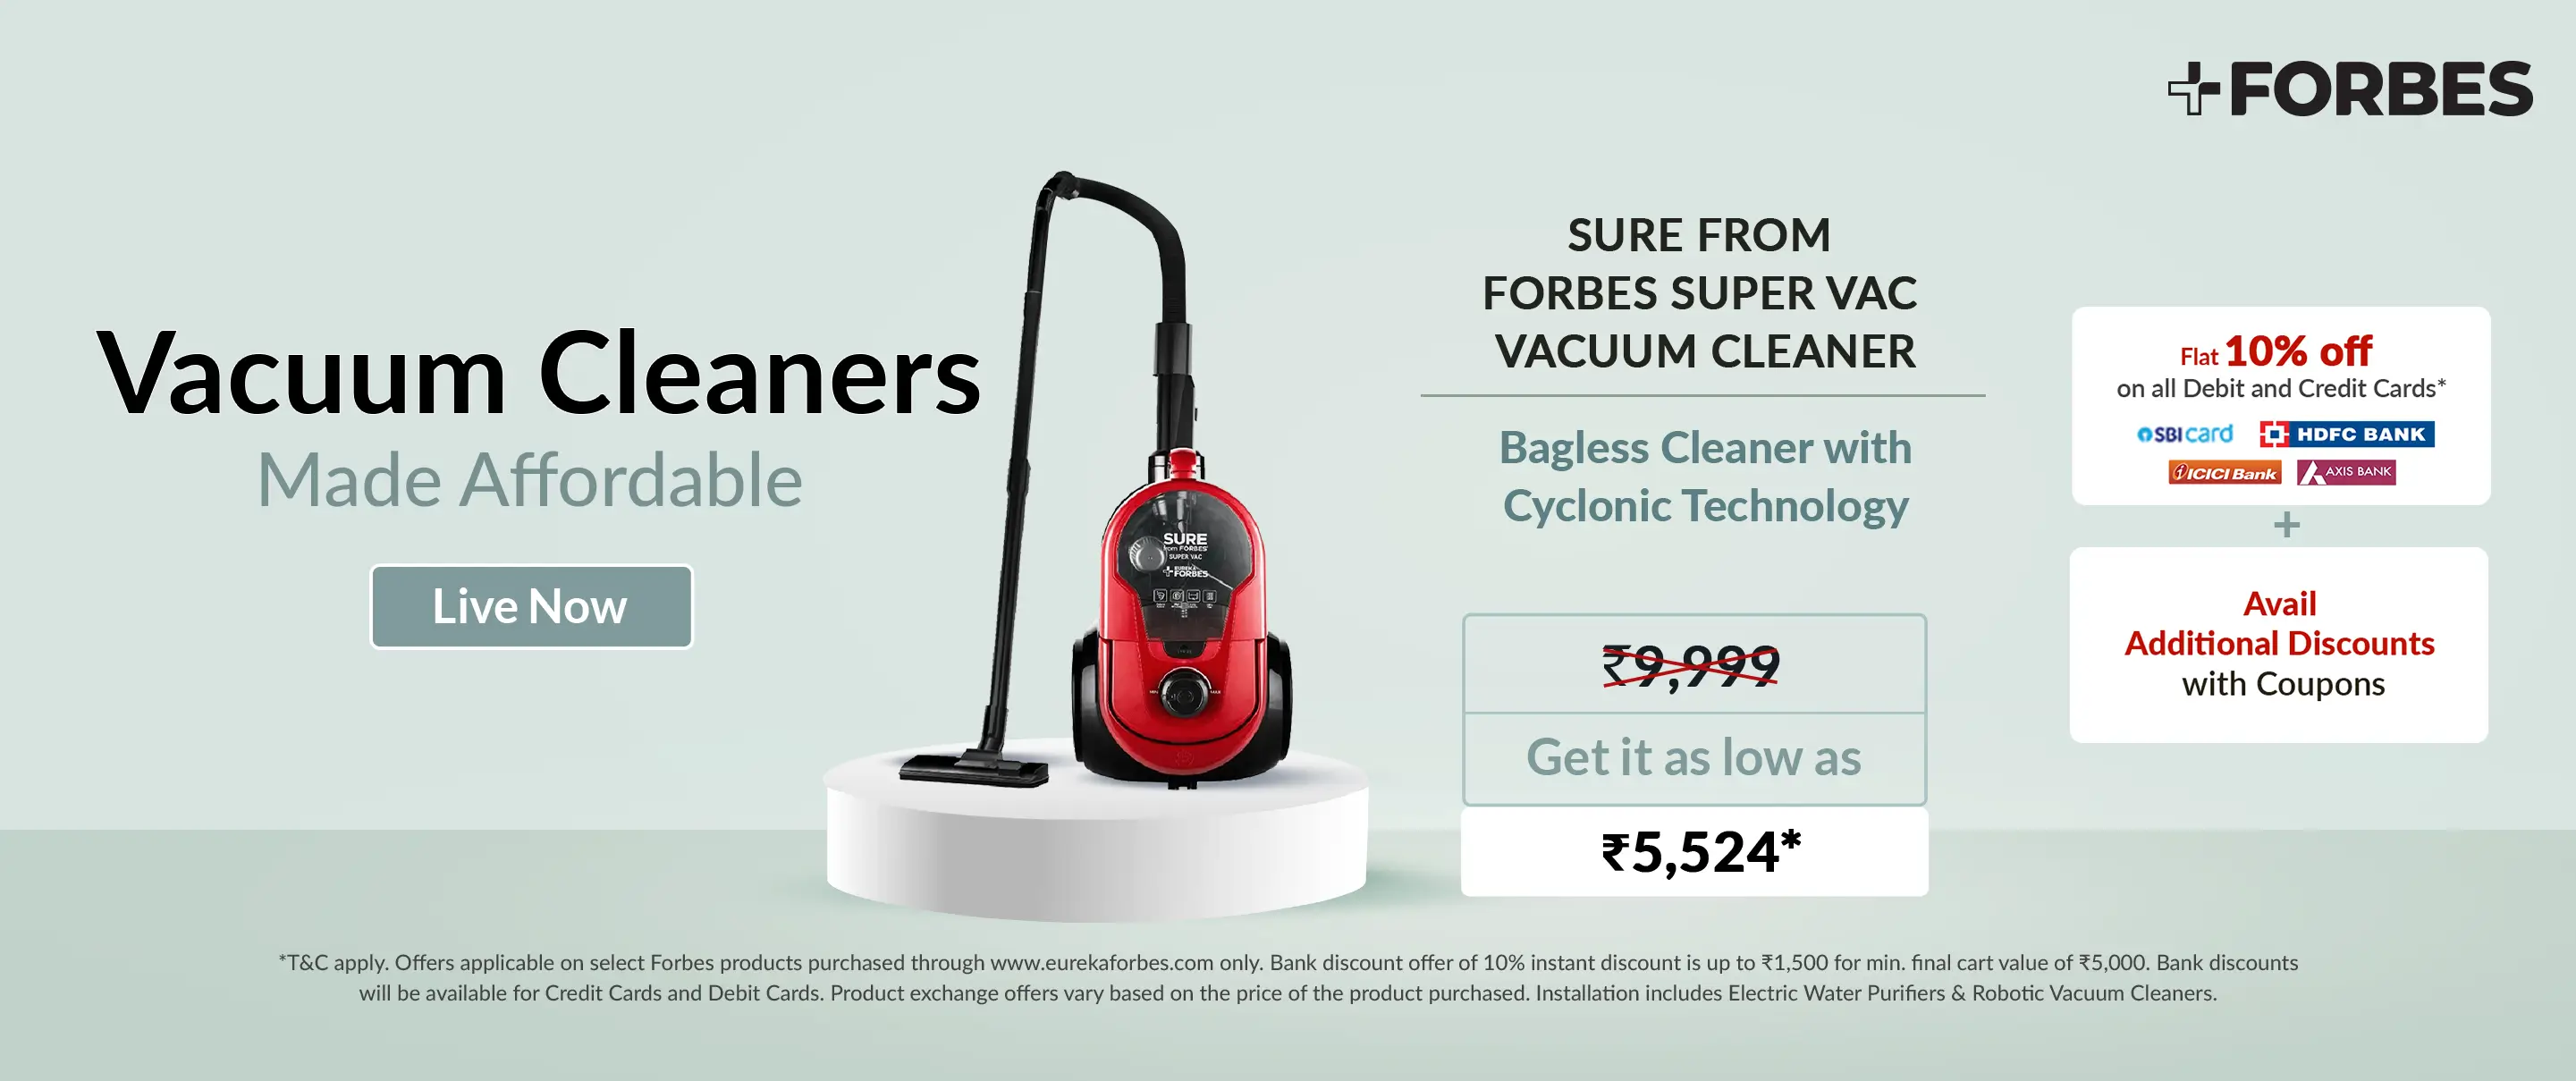 FORBES
Vacuum Cleaners
Made Affordable
Live Now
SURE
from FORBES
SUPER VAC
EUREKA
FORBES
SURE FROM
FORBES SUPER VAC
VACUUM CLEANER
Bagless Cleaner with
Cyclonic Technology
₹9,999
Get it as low as
₹5,524*
Flat 10% off
on all Debit and Credit Cards*
SBI card HDFC BANK
ICICI Bank AXIS BANK
+
Avail
Additional Discounts
with Coupons
*T&C apply. Offers applicable on select Forbes products purchased through www.eurekaforbes.com only. Bank discount offer of 10% instant discount is up to ₹1,500 for min. final cart value of ₹5,000. Bank discounts
will be available for Credit Cards and Debit Cards. Product exchange offers vary based on the price of the product purchased. Installation includes Electric Water Purifiers & Robotic Vacuum Cleaners.